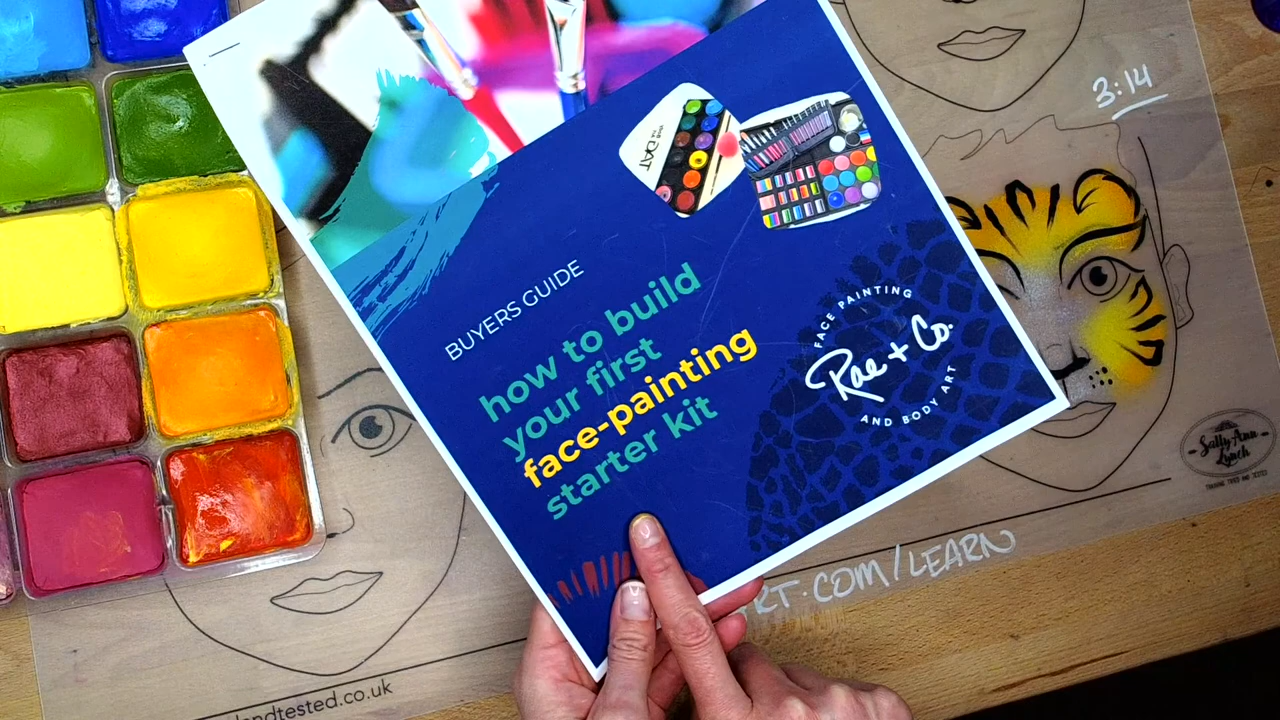 BUYERS GUIDE
how to build
your first
face-painting
starter kit
FACE PAINTING
Rae + Co.
AND BODY ART
3:14
Sally-Ann
Lynch
RT.COM/LEARN
ndtested.co.uk